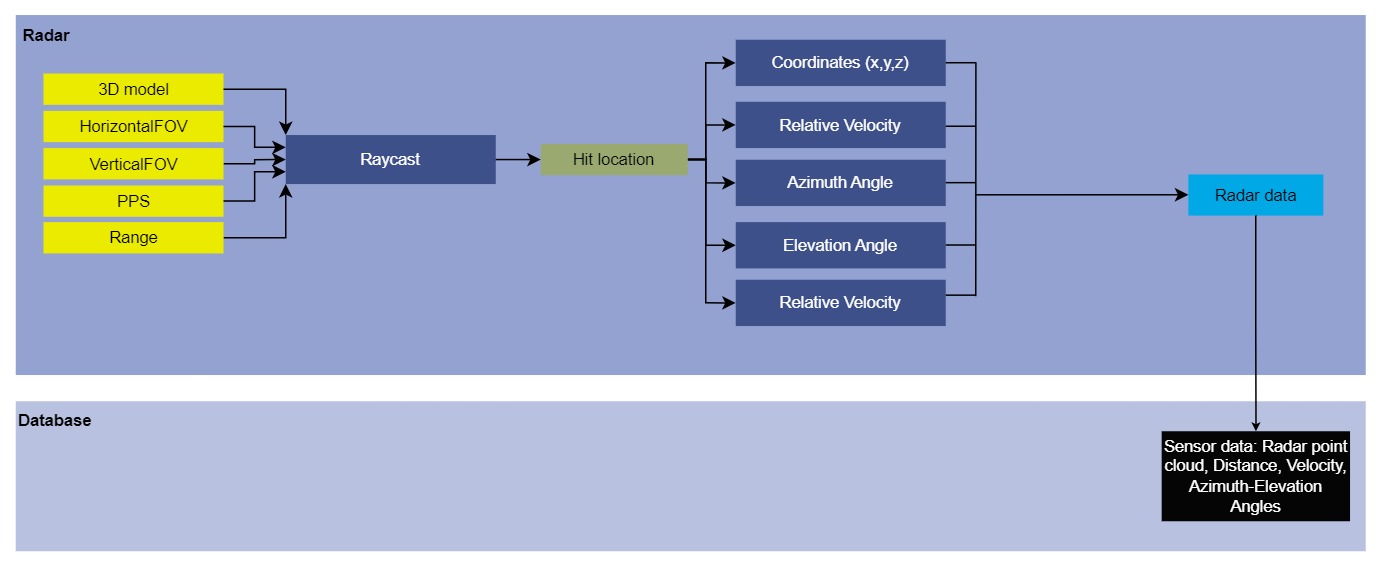 Radar
3D model
HorizontalFOV
VerticalFOV
PPS
Range
Raycast
Hit location
Coordinates (x,y,z)
Relative Velocity
Azimuth Angle
Elevation Angle
Relative Velocity
Radar data
Database
Sensor data: Radar point
cloud, Distance, Velocity,
Azimuth-Elevation
Angles